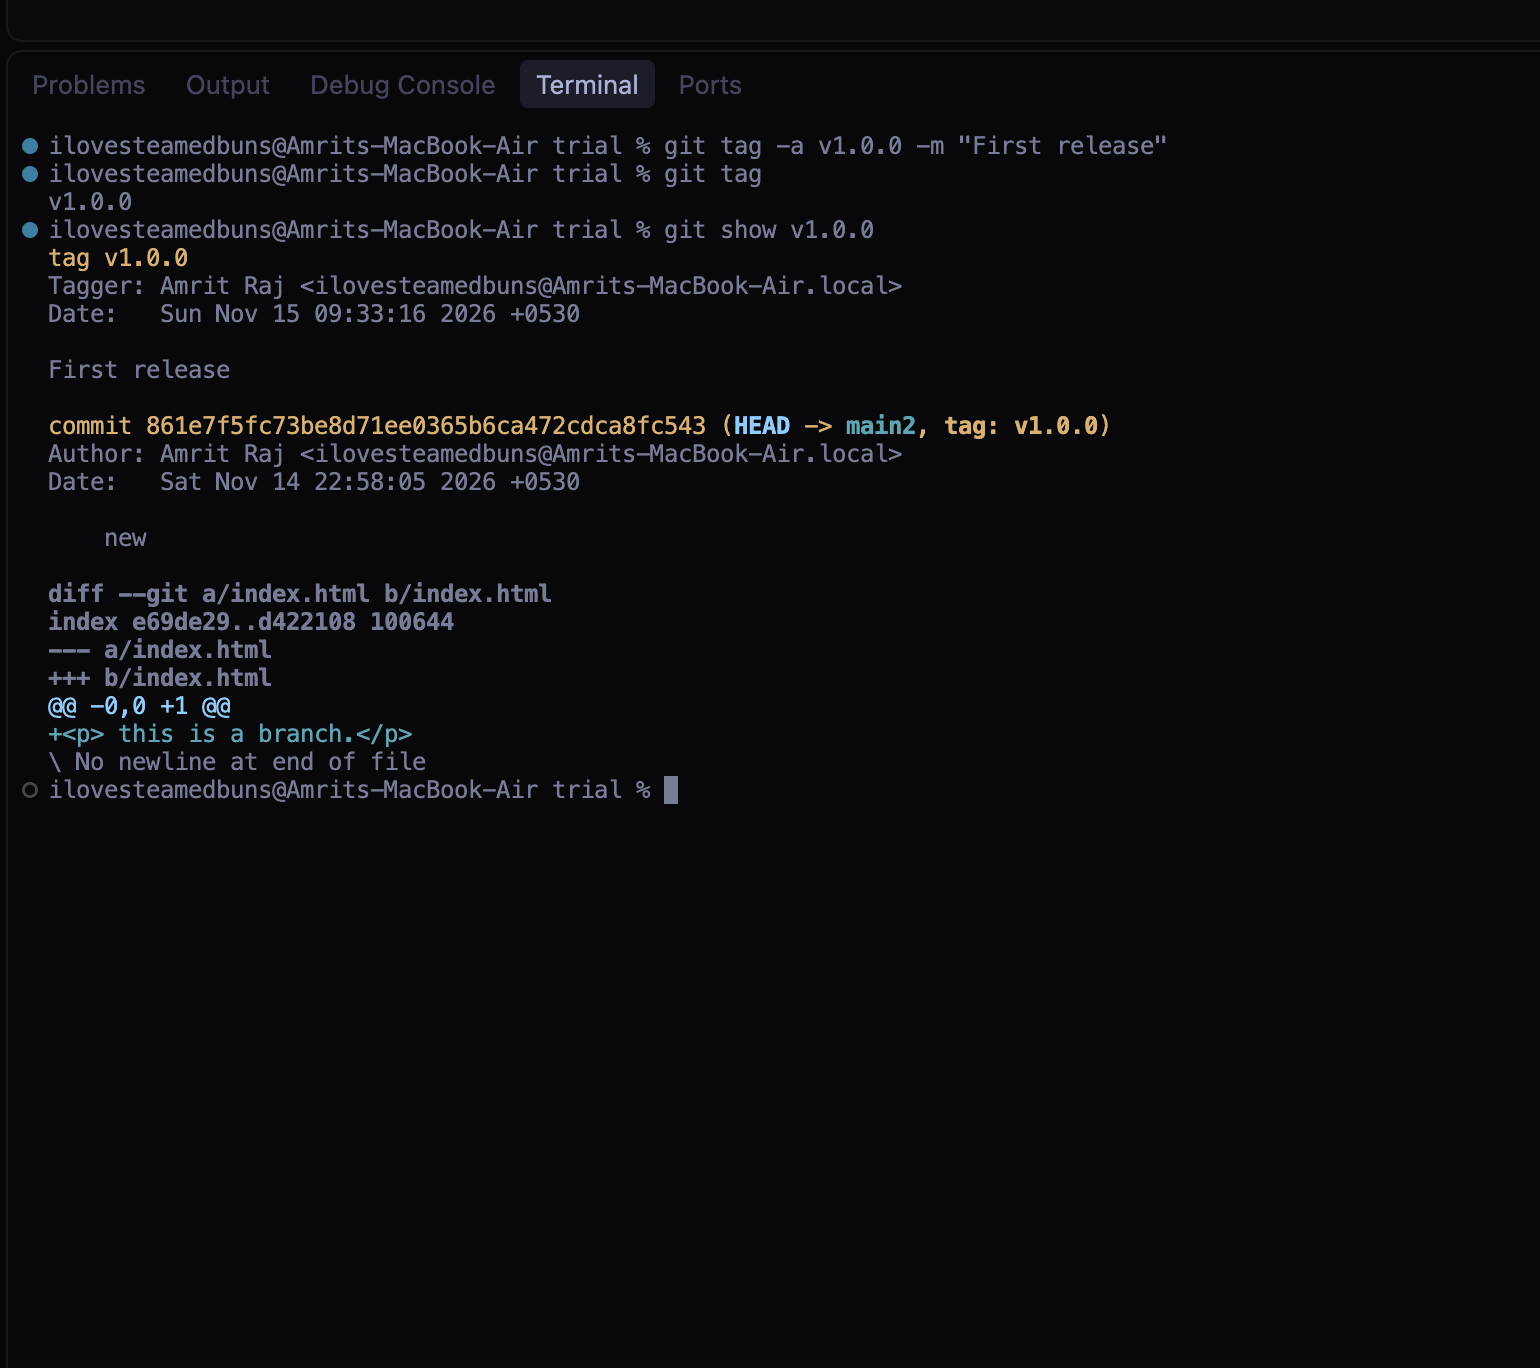 Problems Output Debug Console Terminal Ports
ilovesteamedbuns@Amrits-MacBook-Air trial % git tag -a v1.0.0 -m "First release"
ilovesteamedbuns@Amrits-MacBook-Air trial % git tag
v1.0.0
ilovesteamedbuns@Amrits-MacBook-Air trial % git show v1.0.0
tag v1.0.0
Tagger: Amrit Raj <ilovesteamedbuns@Amrits-MacBook-Air.local>
Date:   Sun Nov 15 09:33:16 2026 +0530
First release
commit 861e7f5fc73be8d71ee0365b6ca472cdca8fc543 (HEAD -> main2, tag: v1.0.0)
Author: Amrit Raj <ilovesteamedbuns@Amrits-MacBook-Air.local>
Date:   Sat Nov 14 22:58:05 2026 +0530
    new
diff --git a/index.html b/index.html
index e69de29..d422108 100644
--- a/index.html
+++ b/index.html
@@ -0,0 +1 @@
+<p> this is a branch.</p>
\ No newline at end of file
ilovesteamedbuns@Amrits-MacBook-Air trial %